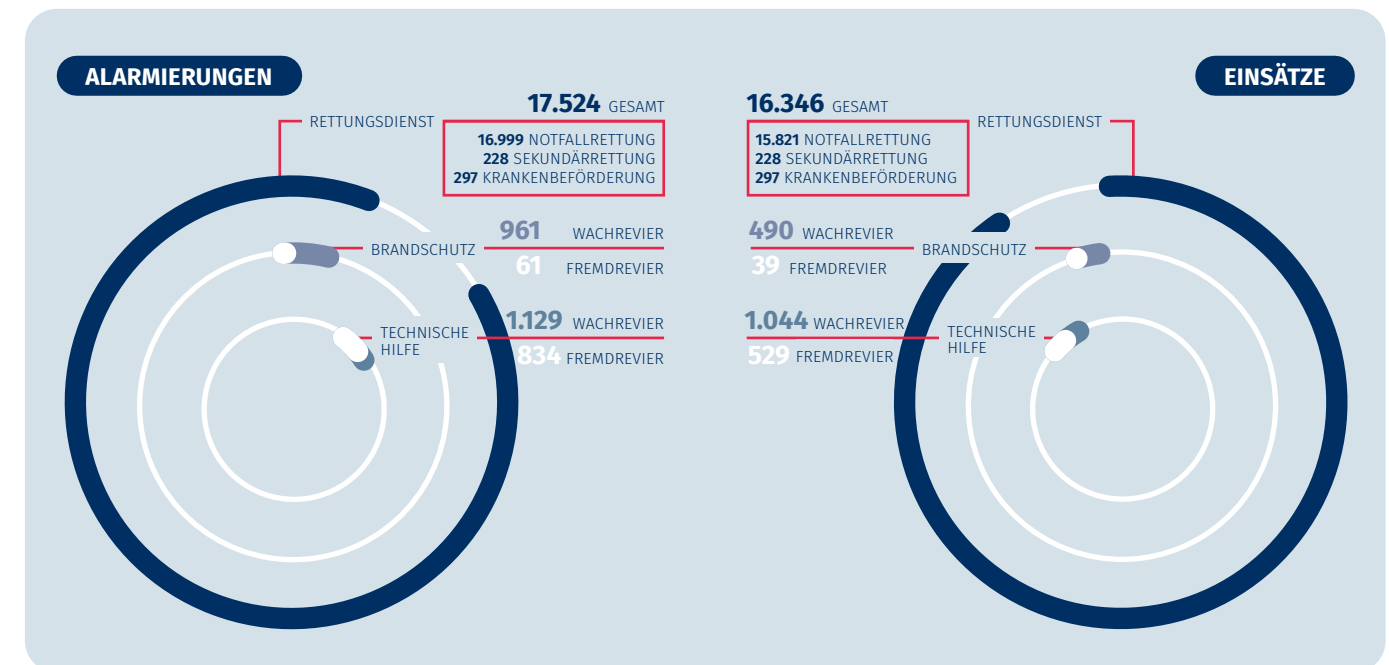 ALARMIERUNGEN
17.524 GESAMT
RETTUNGSDIENST
16.999 NOTFALLRETTUNG
228 SEKUNDÄRRETTUNG
297 KRANKENBEFÖRDERUNG
961 WACHREVIER
BRANDSCHUTZ
61 FREMDREVIER
1.129 WACHREVIER
TECHNISCHE
HILFE
834 FREMDREVIER
EINSÄTZE
16.346 GESAMT
RETTUNGSDIENST
15.821 NOTFALLRETTUNG
228 SEKUNDÄRRETTUNG
297 KRANKENBEFÖRDERUNG
490 WACHREVIER
BRANDSCHUTZ
39 FREMDREVIER
1.044 WACHREVIER
TECHNISCHE
HILFE
529 FREMDREVIER